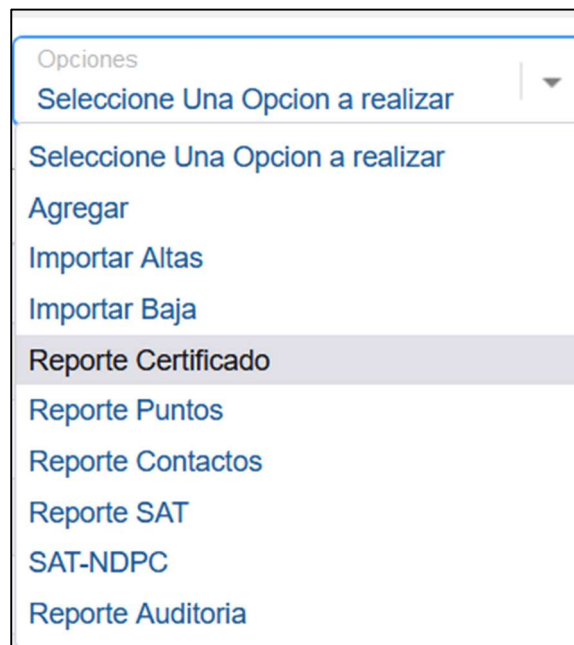 Opciones
Seleccione Una Opcion a realizar
Seleccione Una Opcion a realizar
Agregar
Importar Altas
Importar Baja
Reporte Certificado
Reporte Puntos
Reporte Contactos
Reporte SAT
SAT-NDPC
Reporte Auditoria